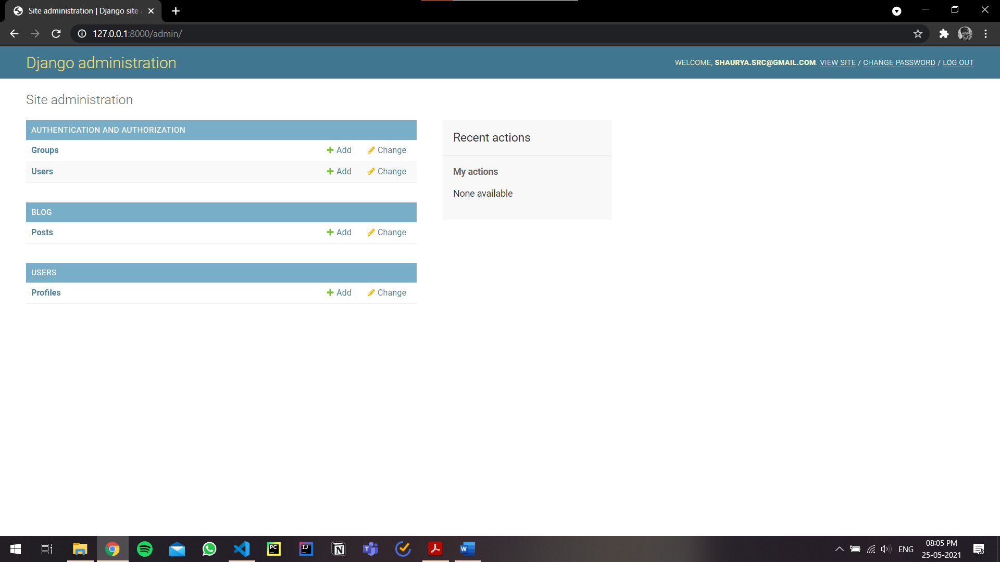 Site administration | Django site
127.0.0.1:8000/admin/
Django administration
WELCOME, SHAURYA.SRC@GMAIL.COM. VIEW SITE / CHANGE PASSWORD / LOG OUT
Site administration
AUTHENTICATION AND AUTHORIZATION
Groups Add Change
Users Add Change
BLOG
Posts Add Change
USERS
Profiles Add Change
Recent actions
My actions
None available
PC
IJ
N
T
W
ENG
08:05 PM
25-05-2021